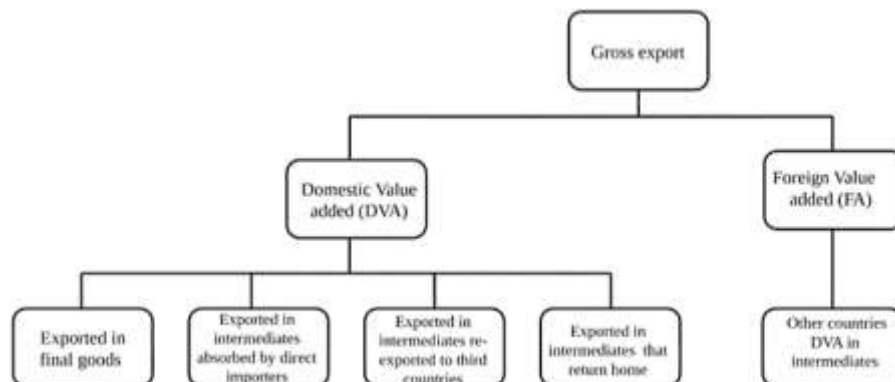 Gross export
Domestic Value
added (DVA)
Foreign Value
added (FA)
Exported in
final goods
Exported in
intermediates
absorbed by direct
importers
Exported in
intermediates re-
exported to third
countries
Exported in
intermediates that
return home
Other countries
DVA in
intermediates